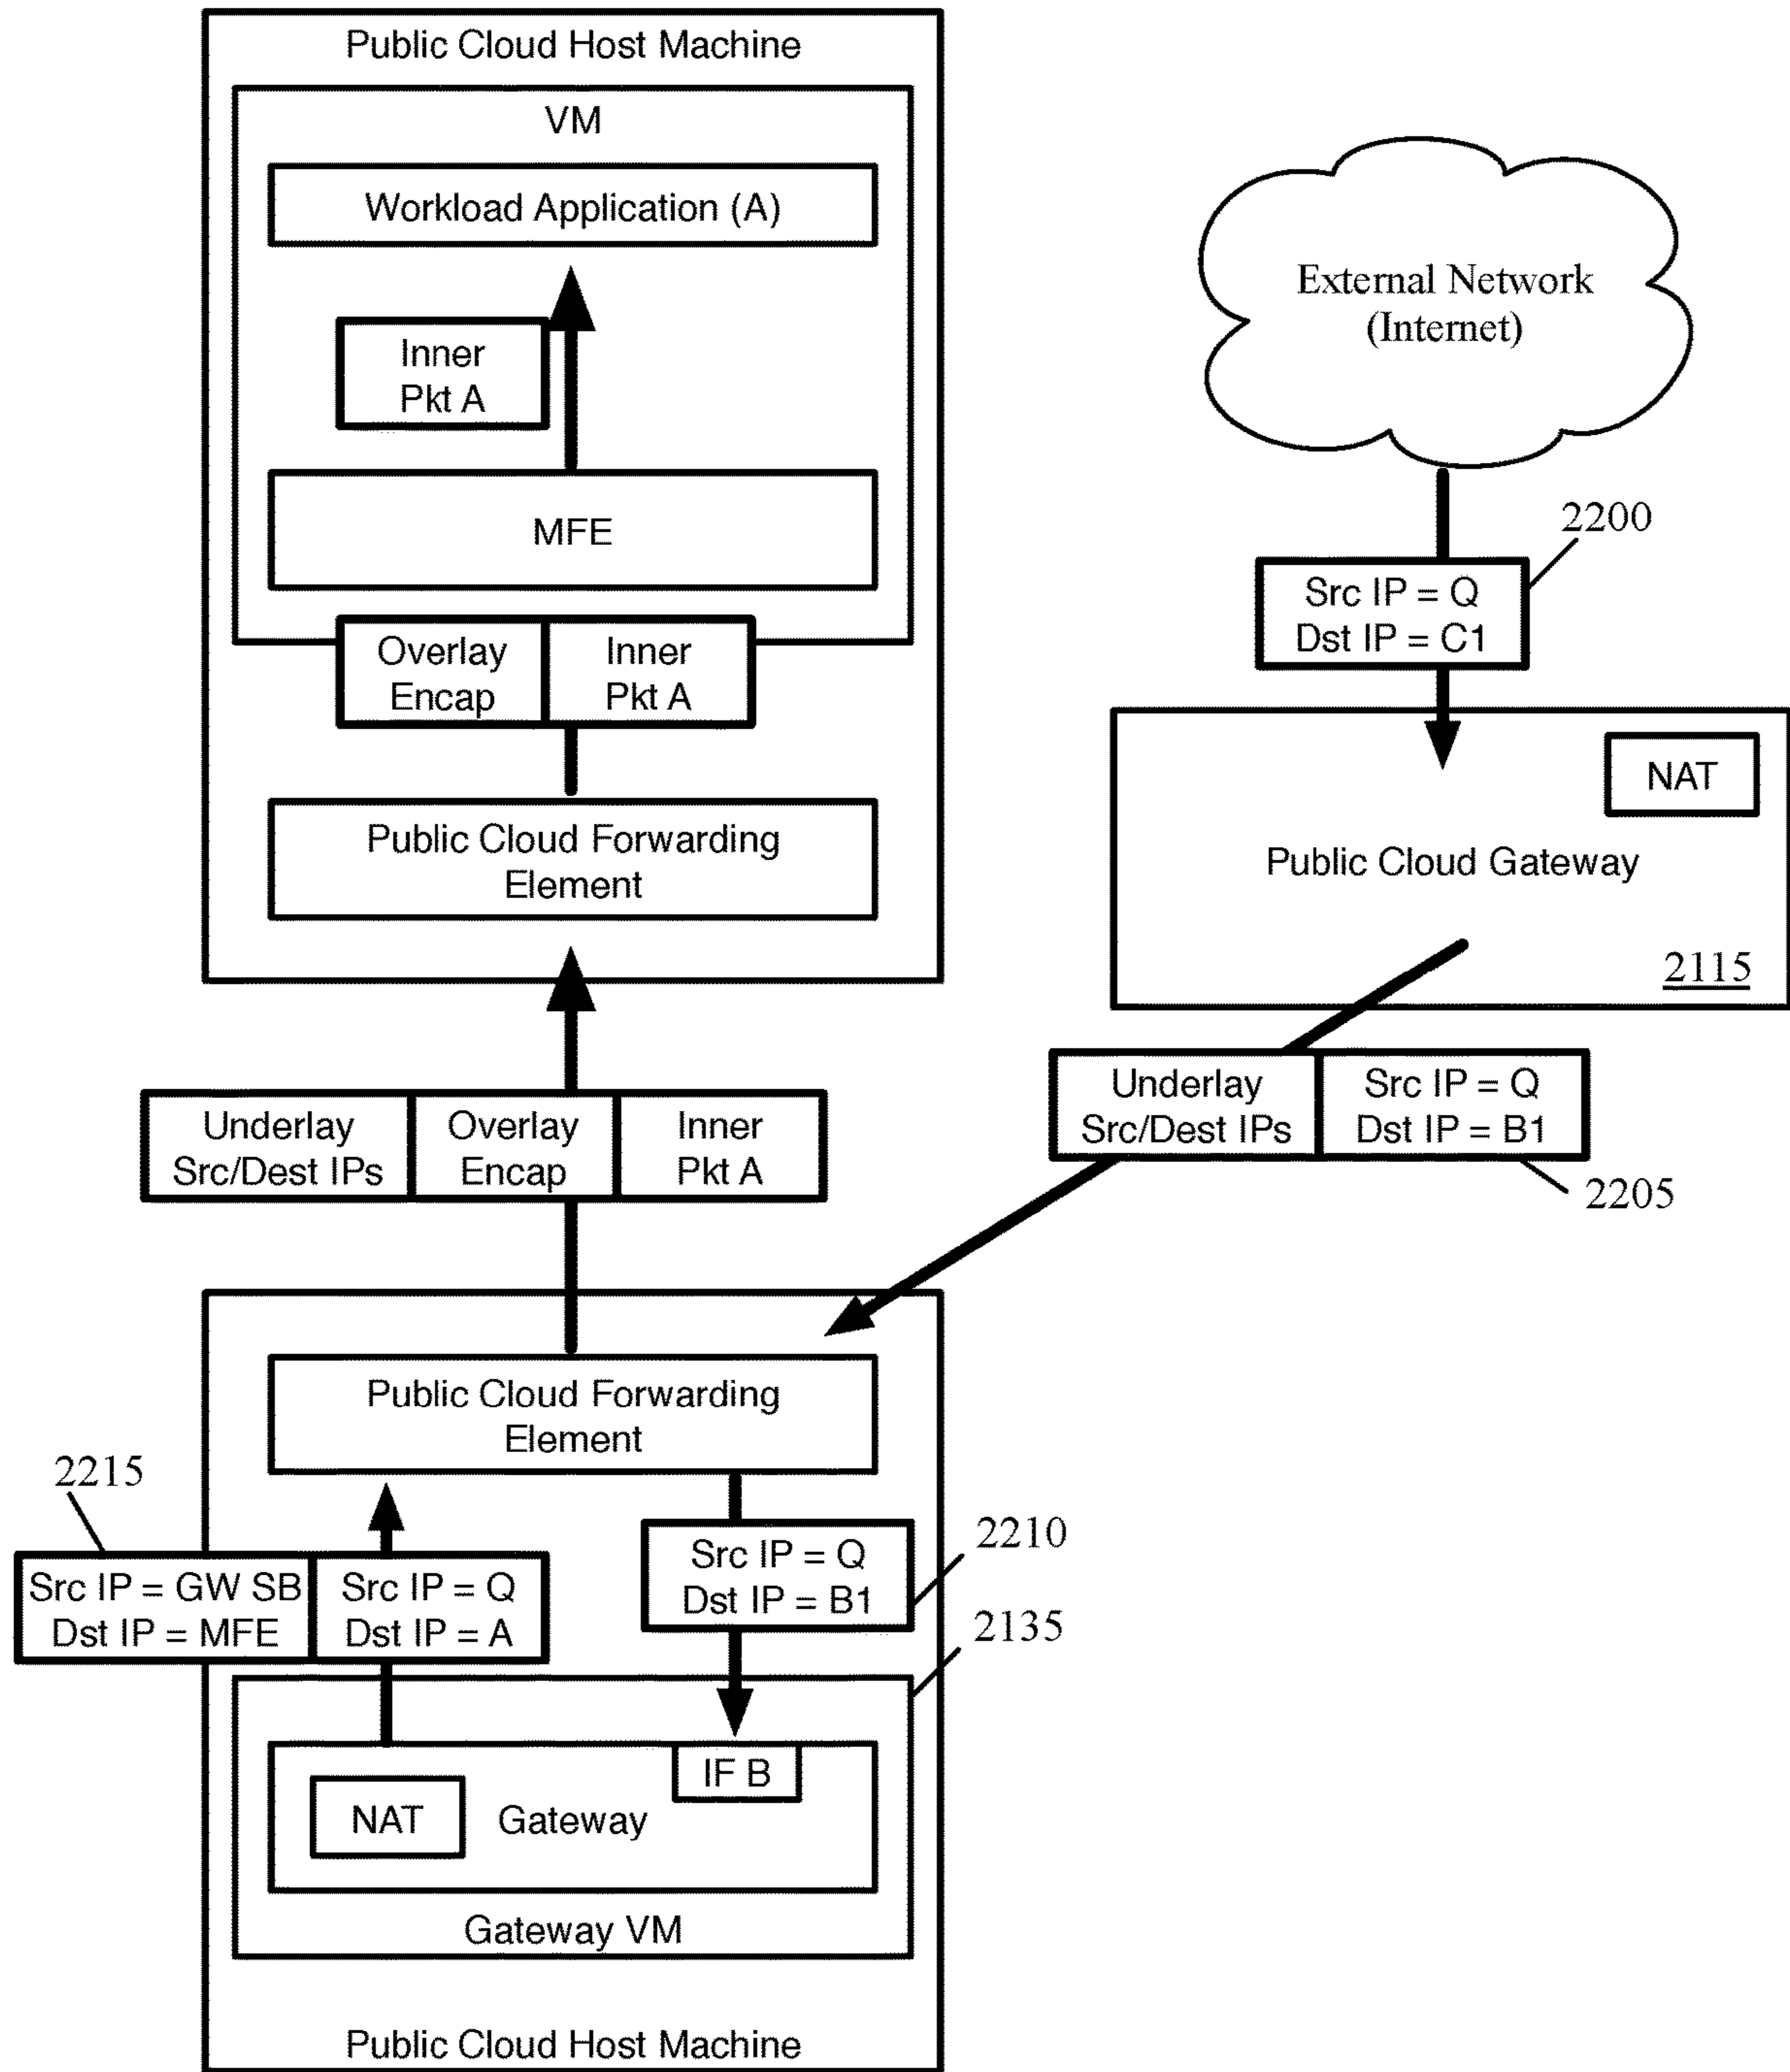 Public Cloud Host Machine
VM
Workload Application (A)
Inner
Pkt A
MFE
Overlay
Encap
Inner
Pkt A
Public Cloud Forwarding
Element
External Network
(Internet)
2200
Src IP = Q
Dst IP = C1
NAT
Public Cloud Gateway
2115
Underlay
Src/Dest IPs
Src IP = Q
Dst IP = B1
2205
Underlay
Src/Dest IPs
Overlay
Encap
Inner
Pkt A
Public Cloud Forwarding
Element
2215
Src IP = GW SB
Dst IP = MFE
Src IP = Q
Dst IP = A
Src IP = Q
Dst IP = B1
2210
2135
IF B
NAT
Gateway
Gateway VM
Public Cloud Host Machine